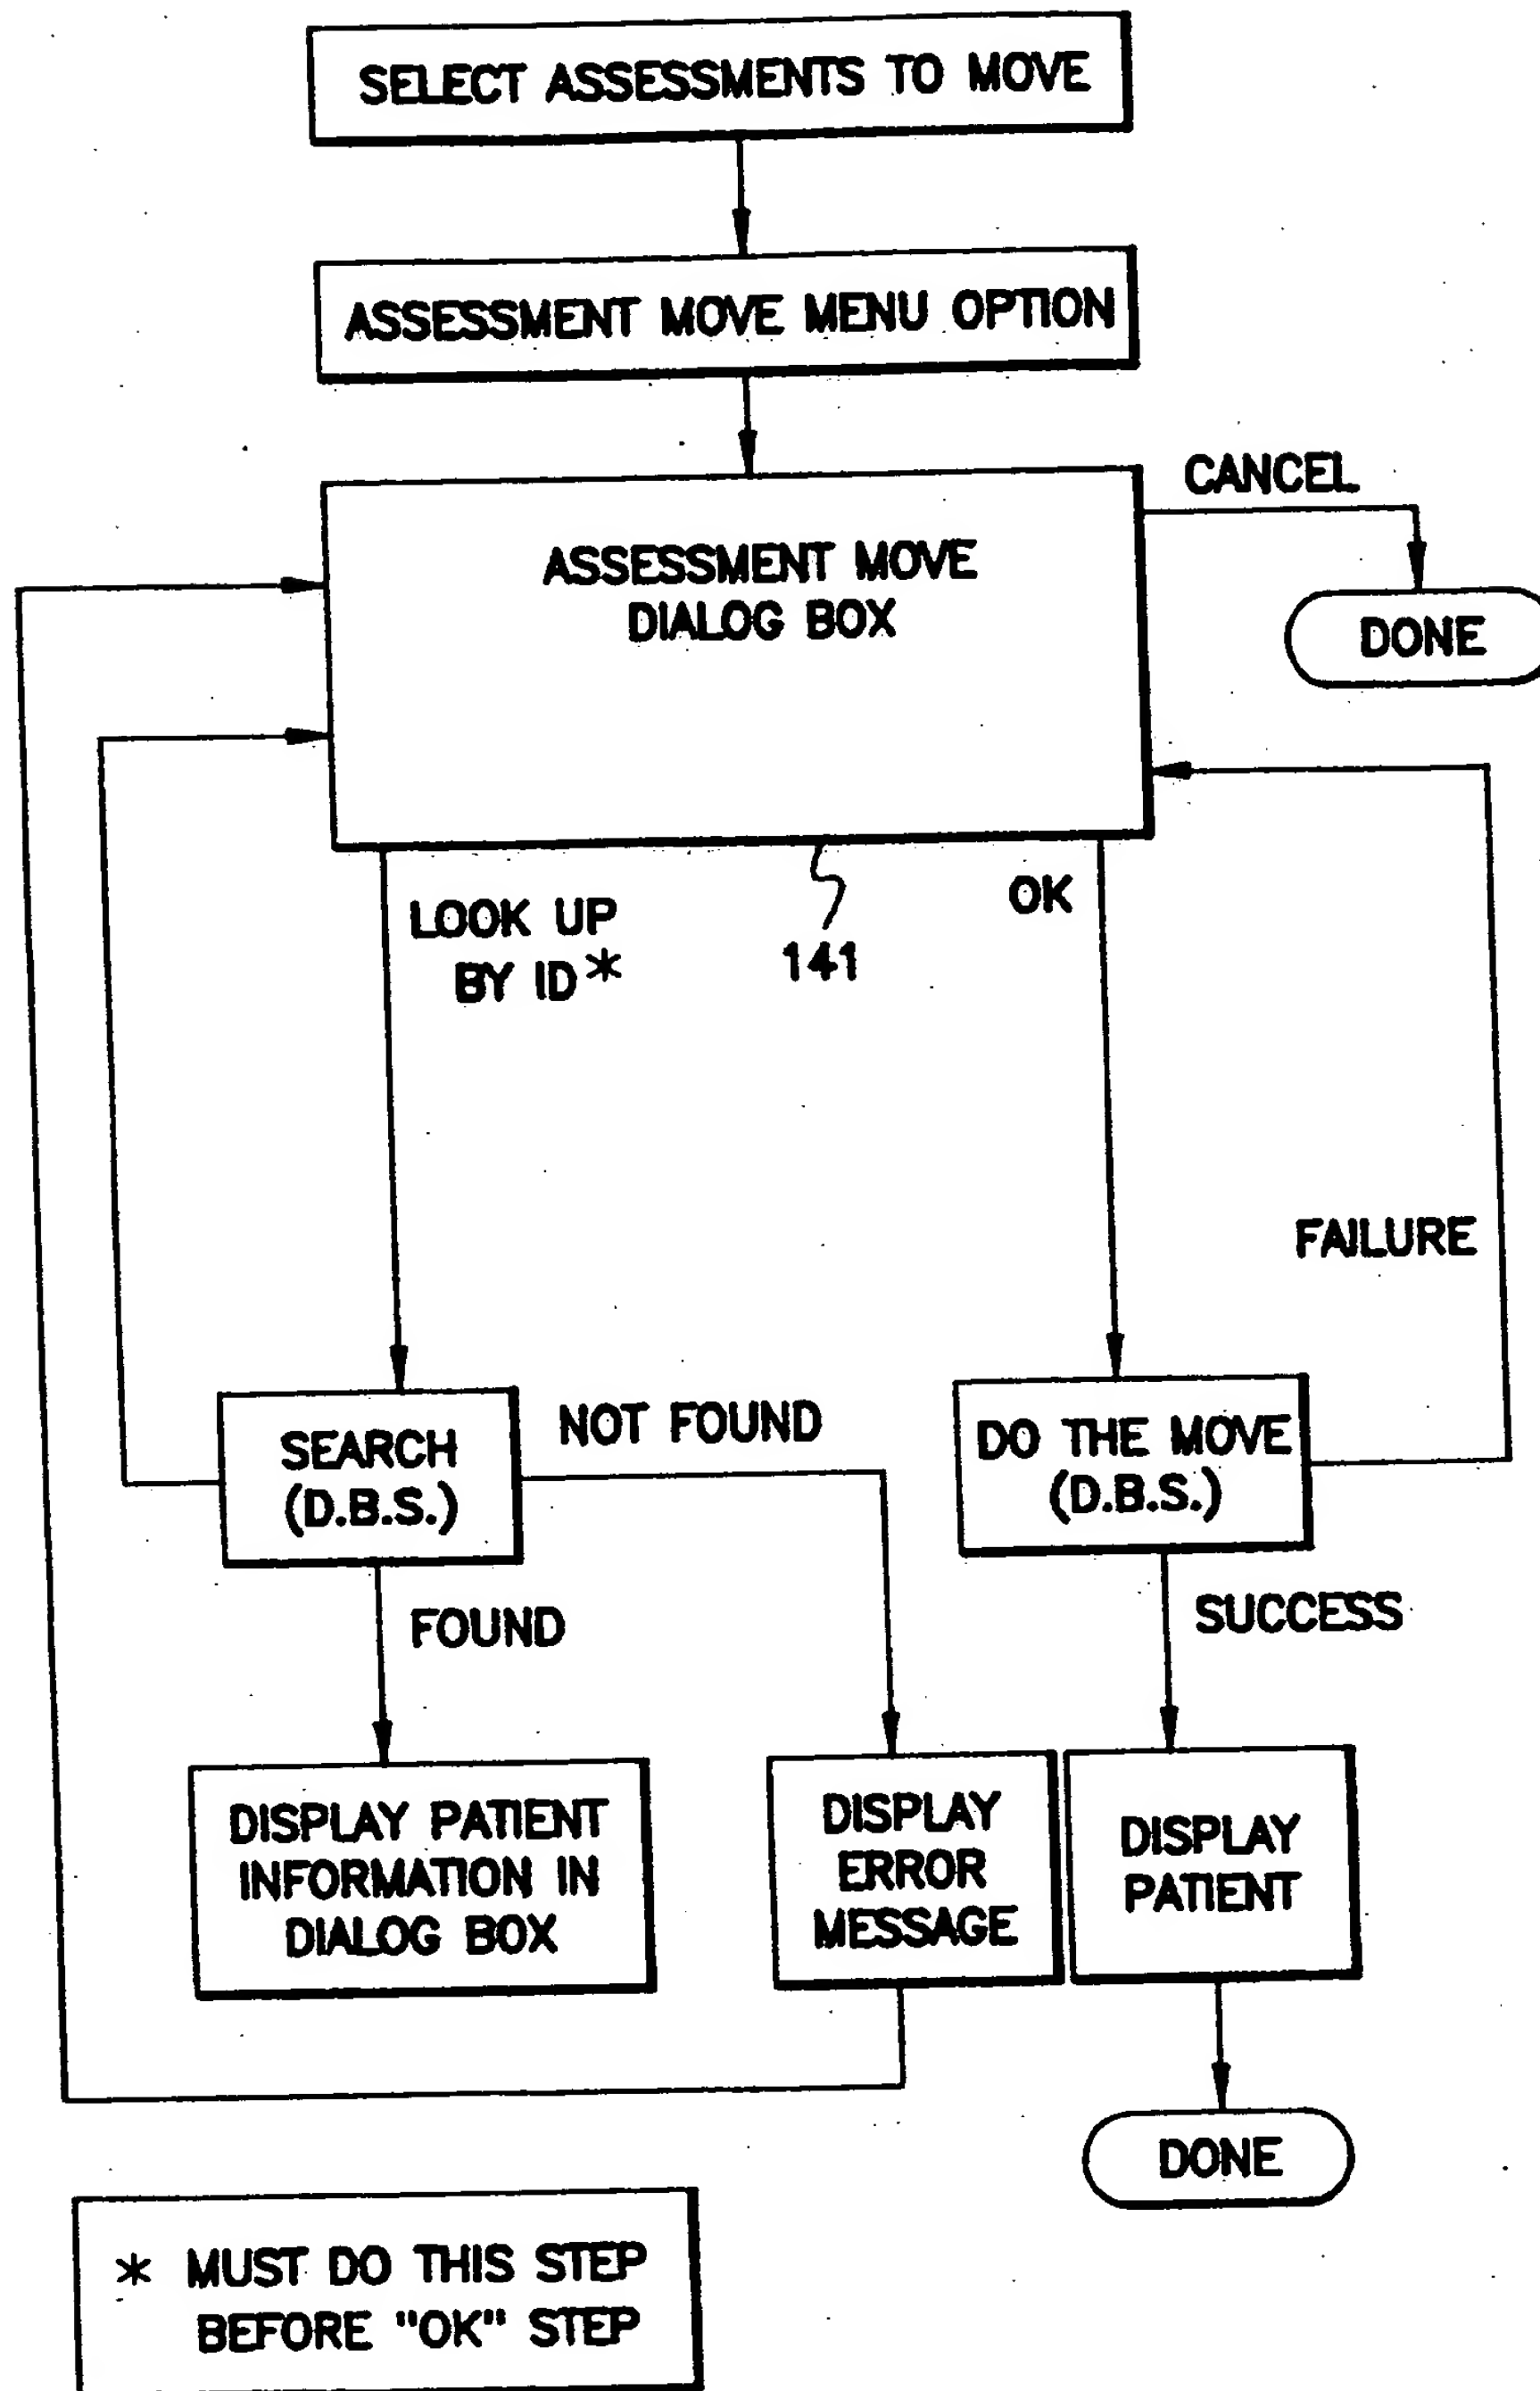 SELECT ASSESSMENTS TO MOVE
ASSESSMENT MOVE MENU OPTION
CANCEL
ASSESSMENT MOVE
DIALOG BOX
DONE
LOOK UP
BY ID*
141
OK
FAILURE
SEARCH
(D.B.S.)
NOT FOUND
DO THE MOVE
(D.B.S.)
FOUND
SUCCESS
DISPLAY PATIENT
INFORMATION IN
DIALOG BOX
DISPLAY
ERROR
MESSAGE
DISPLAY
PATIENT
DONE
* MUST DO THIS STEP
BEFORE "OK" STEP